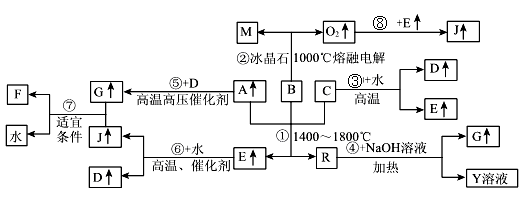 M
O₂↑
⑧ +E↑
J↑
②冰晶石 1000℃熔融电解
F
⑦
水
适宜
条件
G↑
⑤+D
高温高压催化剂
A↑
B
C
③+水
高温
D↑
E↑
① 1400～1800℃
J↑
D↑
⑥+水
高温、催化剂
E↑
R
④+NaOH溶液
加热
G↑
Y溶液